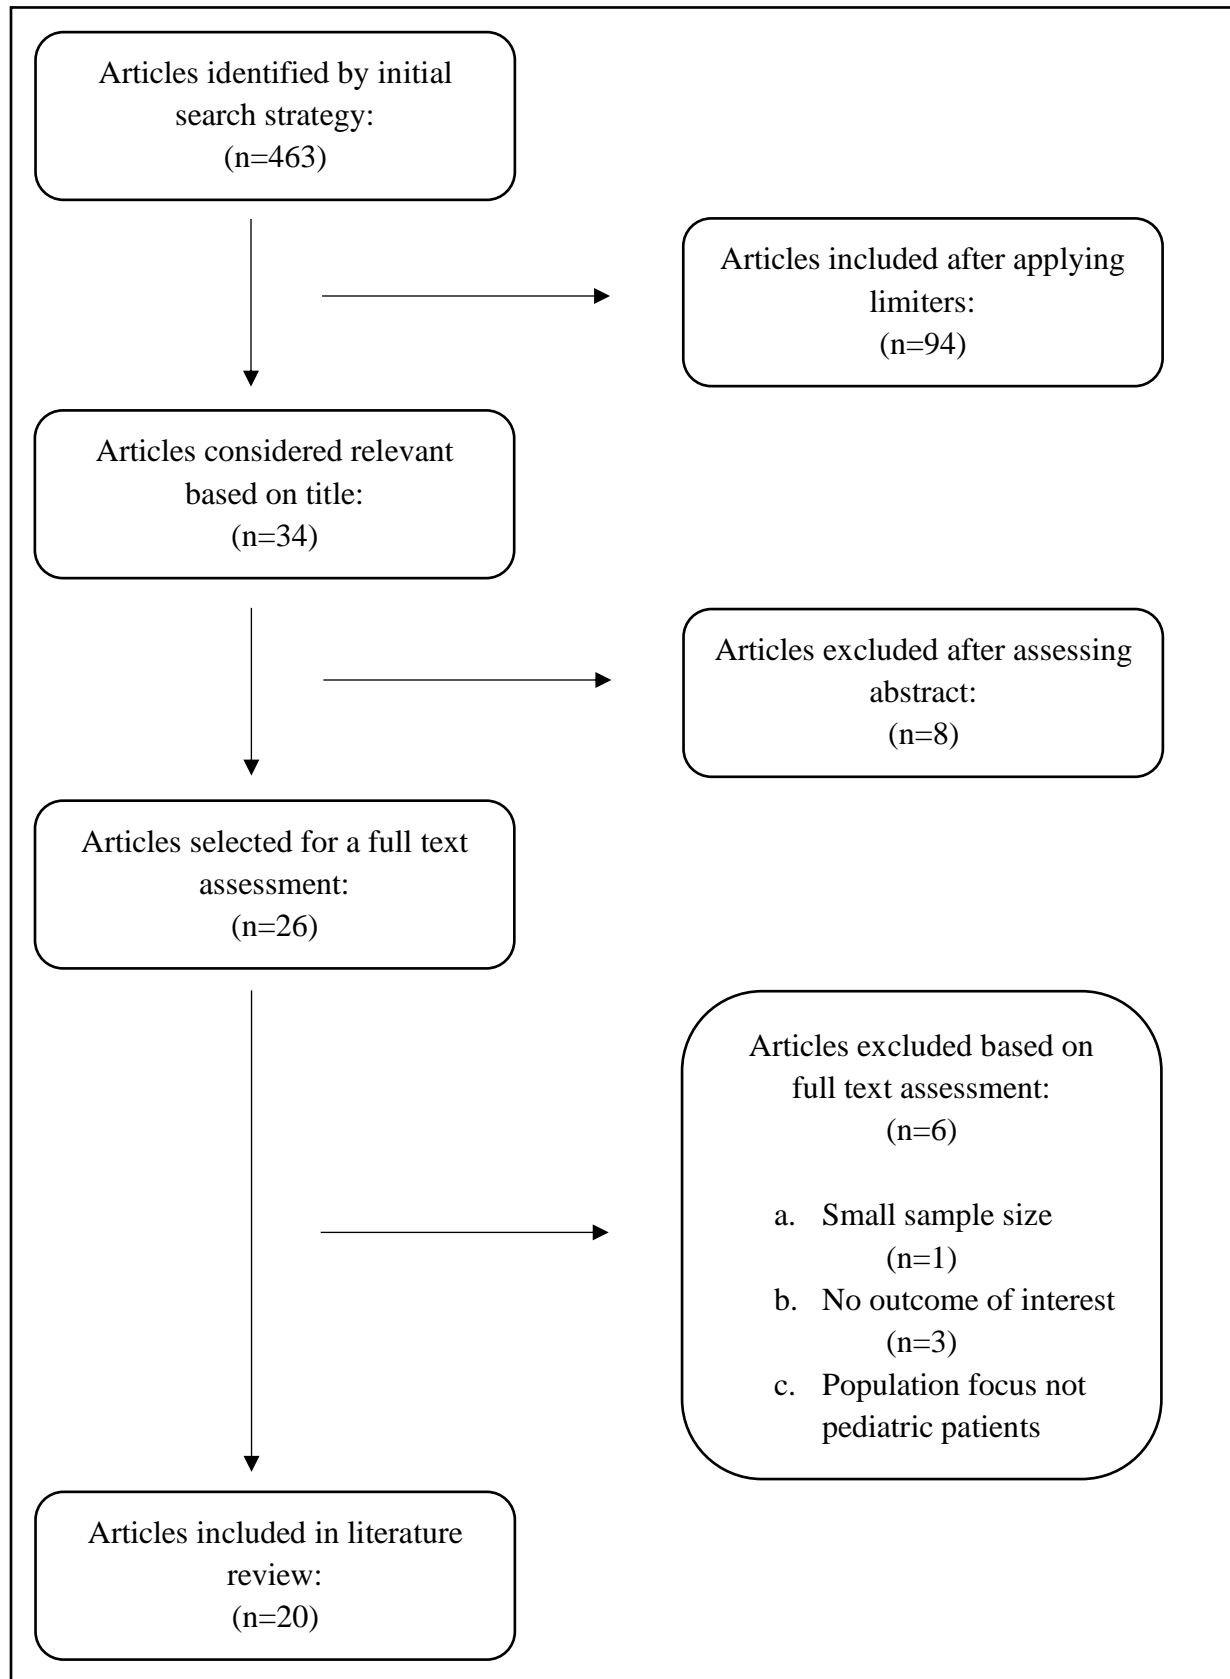 Articles identified by initial
search strategy:
(n=463)
Articles included after applying
limiters:
(n=94)
Articles considered relevant
based on title:
(n=34)
Articles excluded after assessing
abstract:
(n=8)
Articles selected for a full text
assessment:
(n=26)
Articles excluded based on
full text assessment:
(n=6)
a. Small sample size
(n=1)
b. No outcome of interest
(n=3)
c. Population focus not
pediatric patients
Articles included in literature
review:
(n=20)